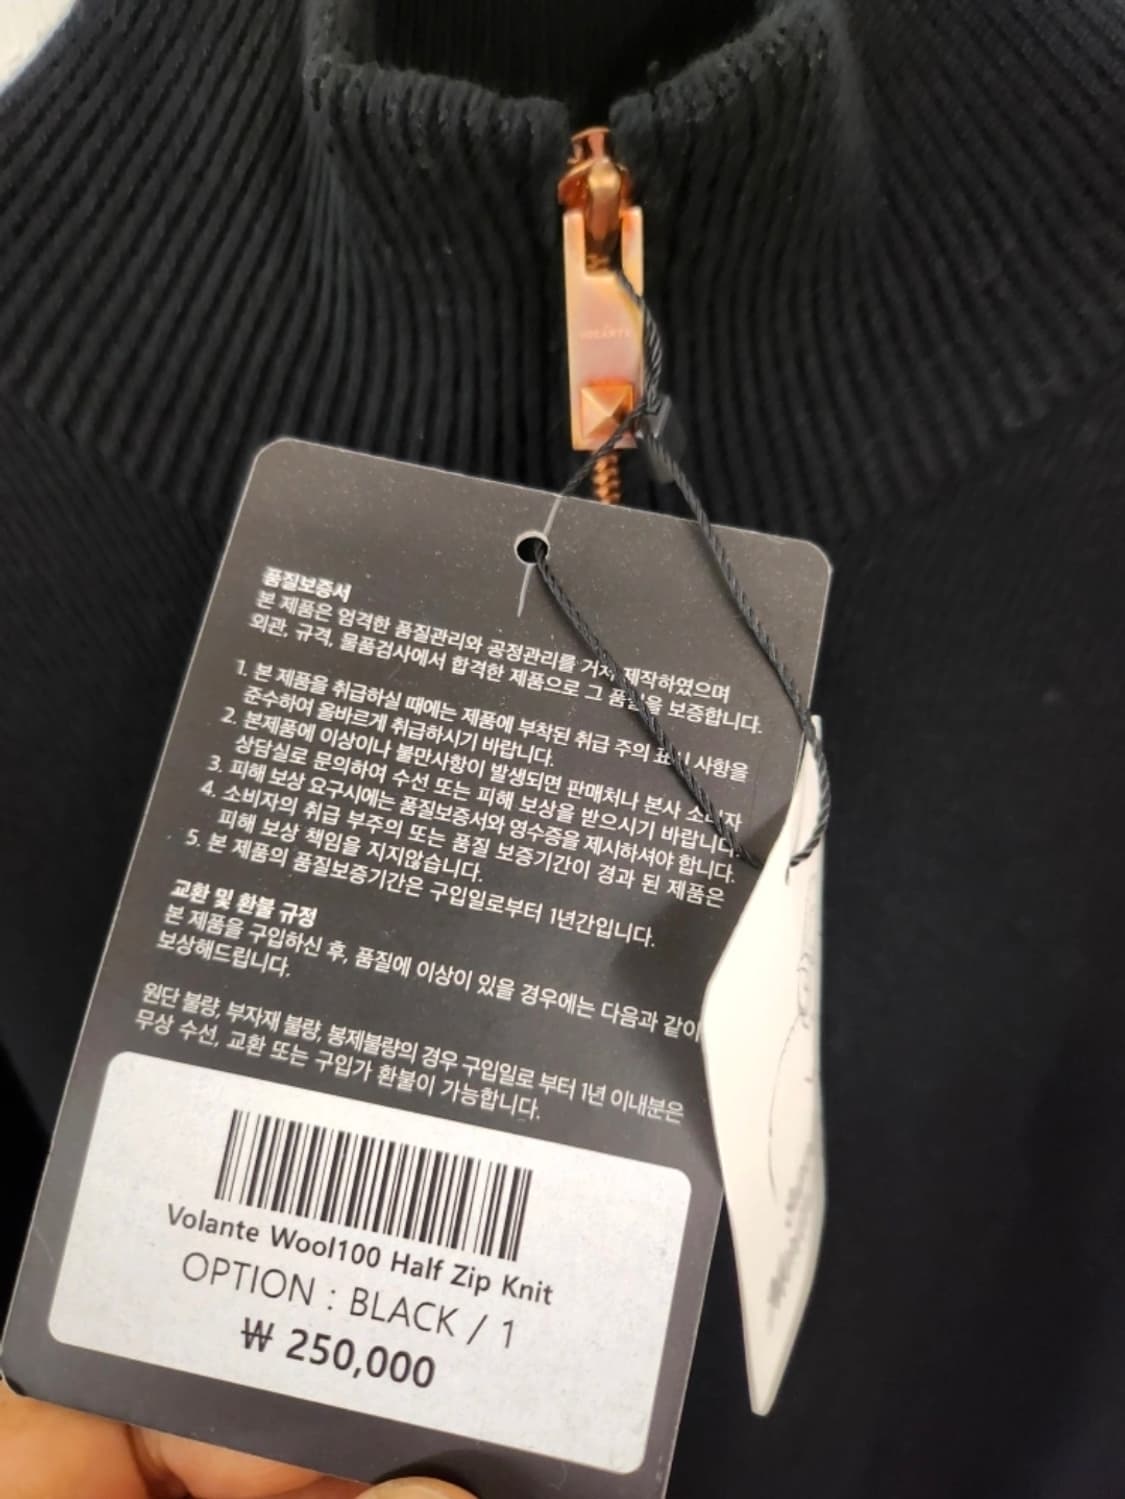 품질보증서
본 제품은 엄격한 품질관리와 공정관리를 거쳐 제작하였으며
외관, 규격, 물품검사에서 합격한 제품으로 그 품질을 보증합니다.
1. 본 제품을 취급하실 때에는 제품에 부착된 취급 주의 표시 사항을
준수하여 올바르게 취급하시기 바랍니다.
2. 본제품에 이상이나 불만사항이 발생되면 판매처나 본사 소비자
상담실로 문의하여 수선 또는 피해 보상을 받으시기 바랍니다.
3. 피해 보상 요구시에는 품질보증서와 영수증을 제시하셔야 합니다.
4. 소비자의 취급 부주의 또는 품질 보증기간이 경과 된 제품은
피해 보상 책임을 지지않습니다.
5. 본 제품의 품질보증기간은 구입일로부터 1년간입니다.
교환 및 환불 규정
본 제품을 구입하신 후, 품질에 이상이 있을 경우에는 다음과 같이
보상해드립니다.
원단 불량, 부자재 불량, 봉제불량의 경우 구입일로 부터 1년 이내분은
무상 수선, 교환 또는 구입가 환불이 가능합니다.
Volante Wool100 Half Zip Knit
OPTION : BLACK / 1
₩ 250,000